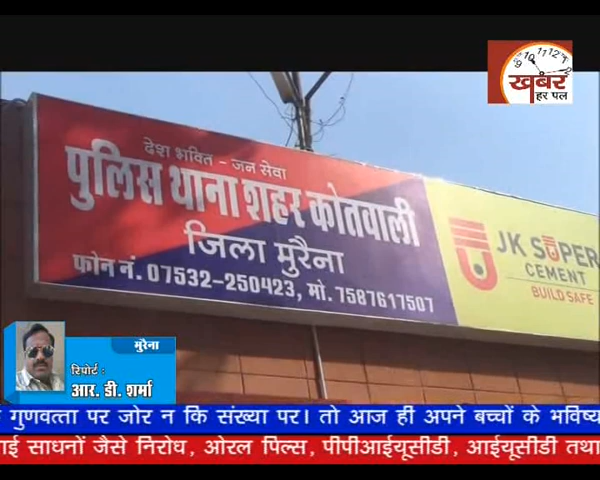 खबर
हर पल
देश भक्ति - जन सेवा
पुलिस थाना शहर कोतवाली
जिला मुरैना
फोन नं. 07532-250423, मो. 7587617507
JK SUPER
CEMENT
BUILD SAFE
मुरैना
रिपोर्ट :
आर. डी. शर्मा
गुणवत्ता पर जोर न कि संख्या पर। तो आज ही अपने बच्चों के भविष्य
साधनों जैसे निरोध, ओरल पिल्स, पीपीआईयूसीडी, आईयूसीडी तथा